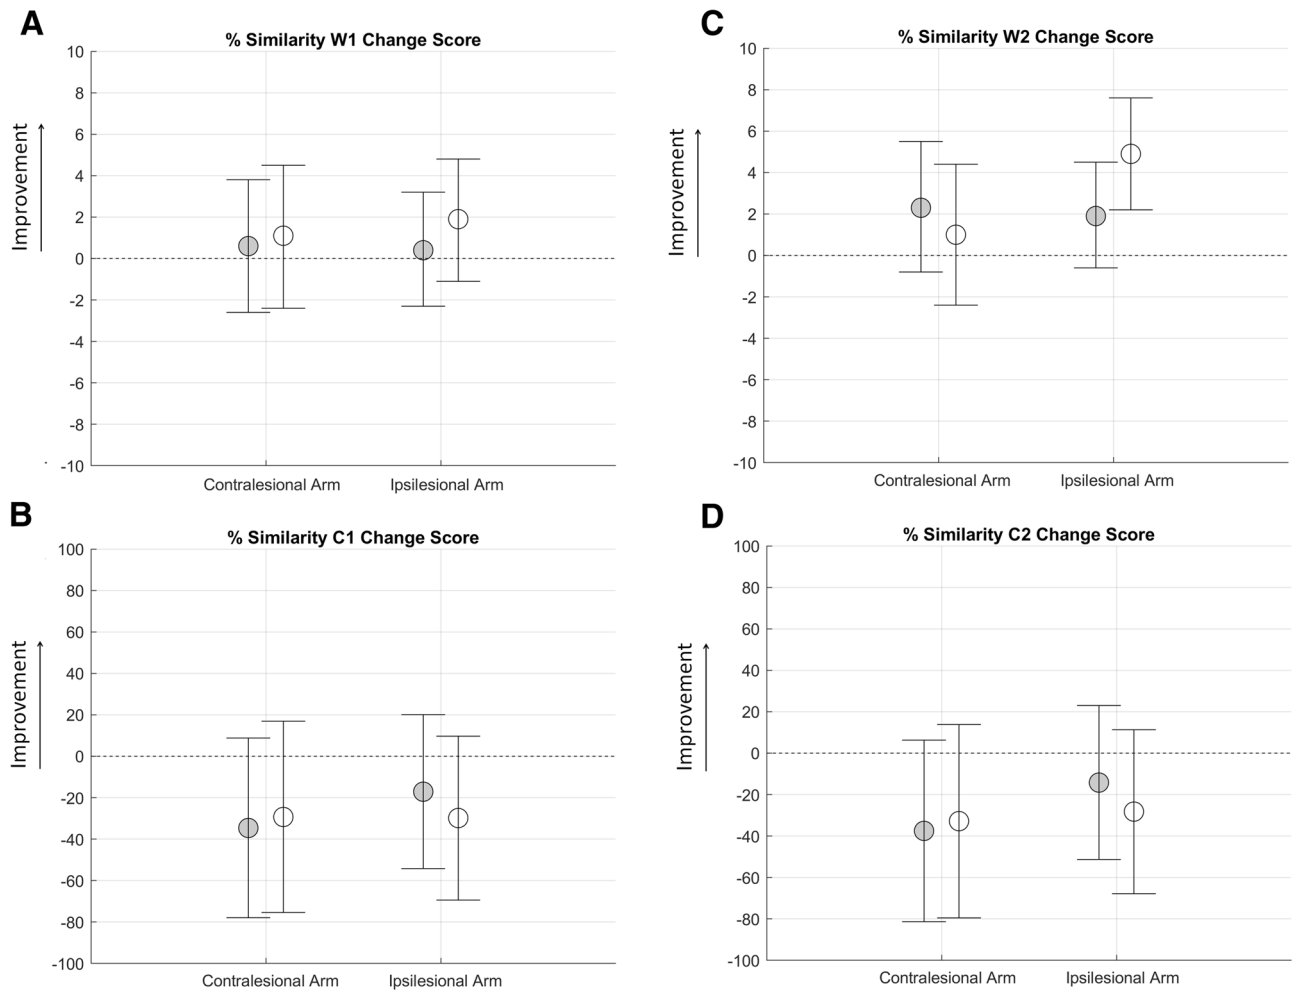 A
% Similarity W1 Change Score
Improvement
10
8
6
4
2
0
-2
-4
-6
-8
-10
Contralesional Arm Ipsilesional Arm
C
% Similarity W2 Change Score
Improvement
10
8
6
4
2
0
-2
-4
-6
-8
-10
Contralesional Arm Ipsilesional Arm
B
% Similarity C1 Change Score
Improvement
100
80
60
40
20
0
-20
-40
-60
-80
-100
Contralesional Arm Ipsilesional Arm
D
% Similarity C2 Change Score
Improvement
100
80
60
40
20
0
-20
-40
-60
-80
-100
Contralesional Arm Ipsilesional Arm